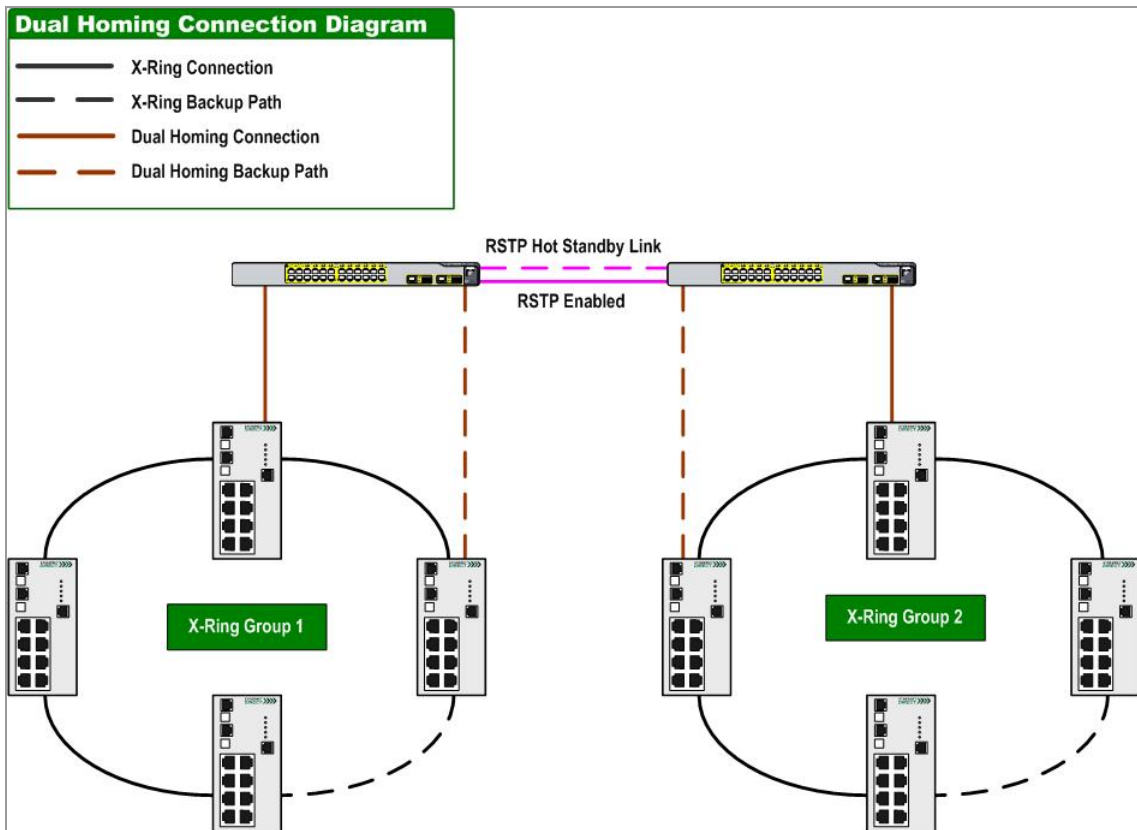 Dual Homing Connection Diagram
X-Ring Connection
X-Ring Backup Path
Dual Homing Connection
Dual Homing Backup Path
RSTP Hot Standby Link
RSTP Enabled
X-Ring Group 1
X-Ring Group 2